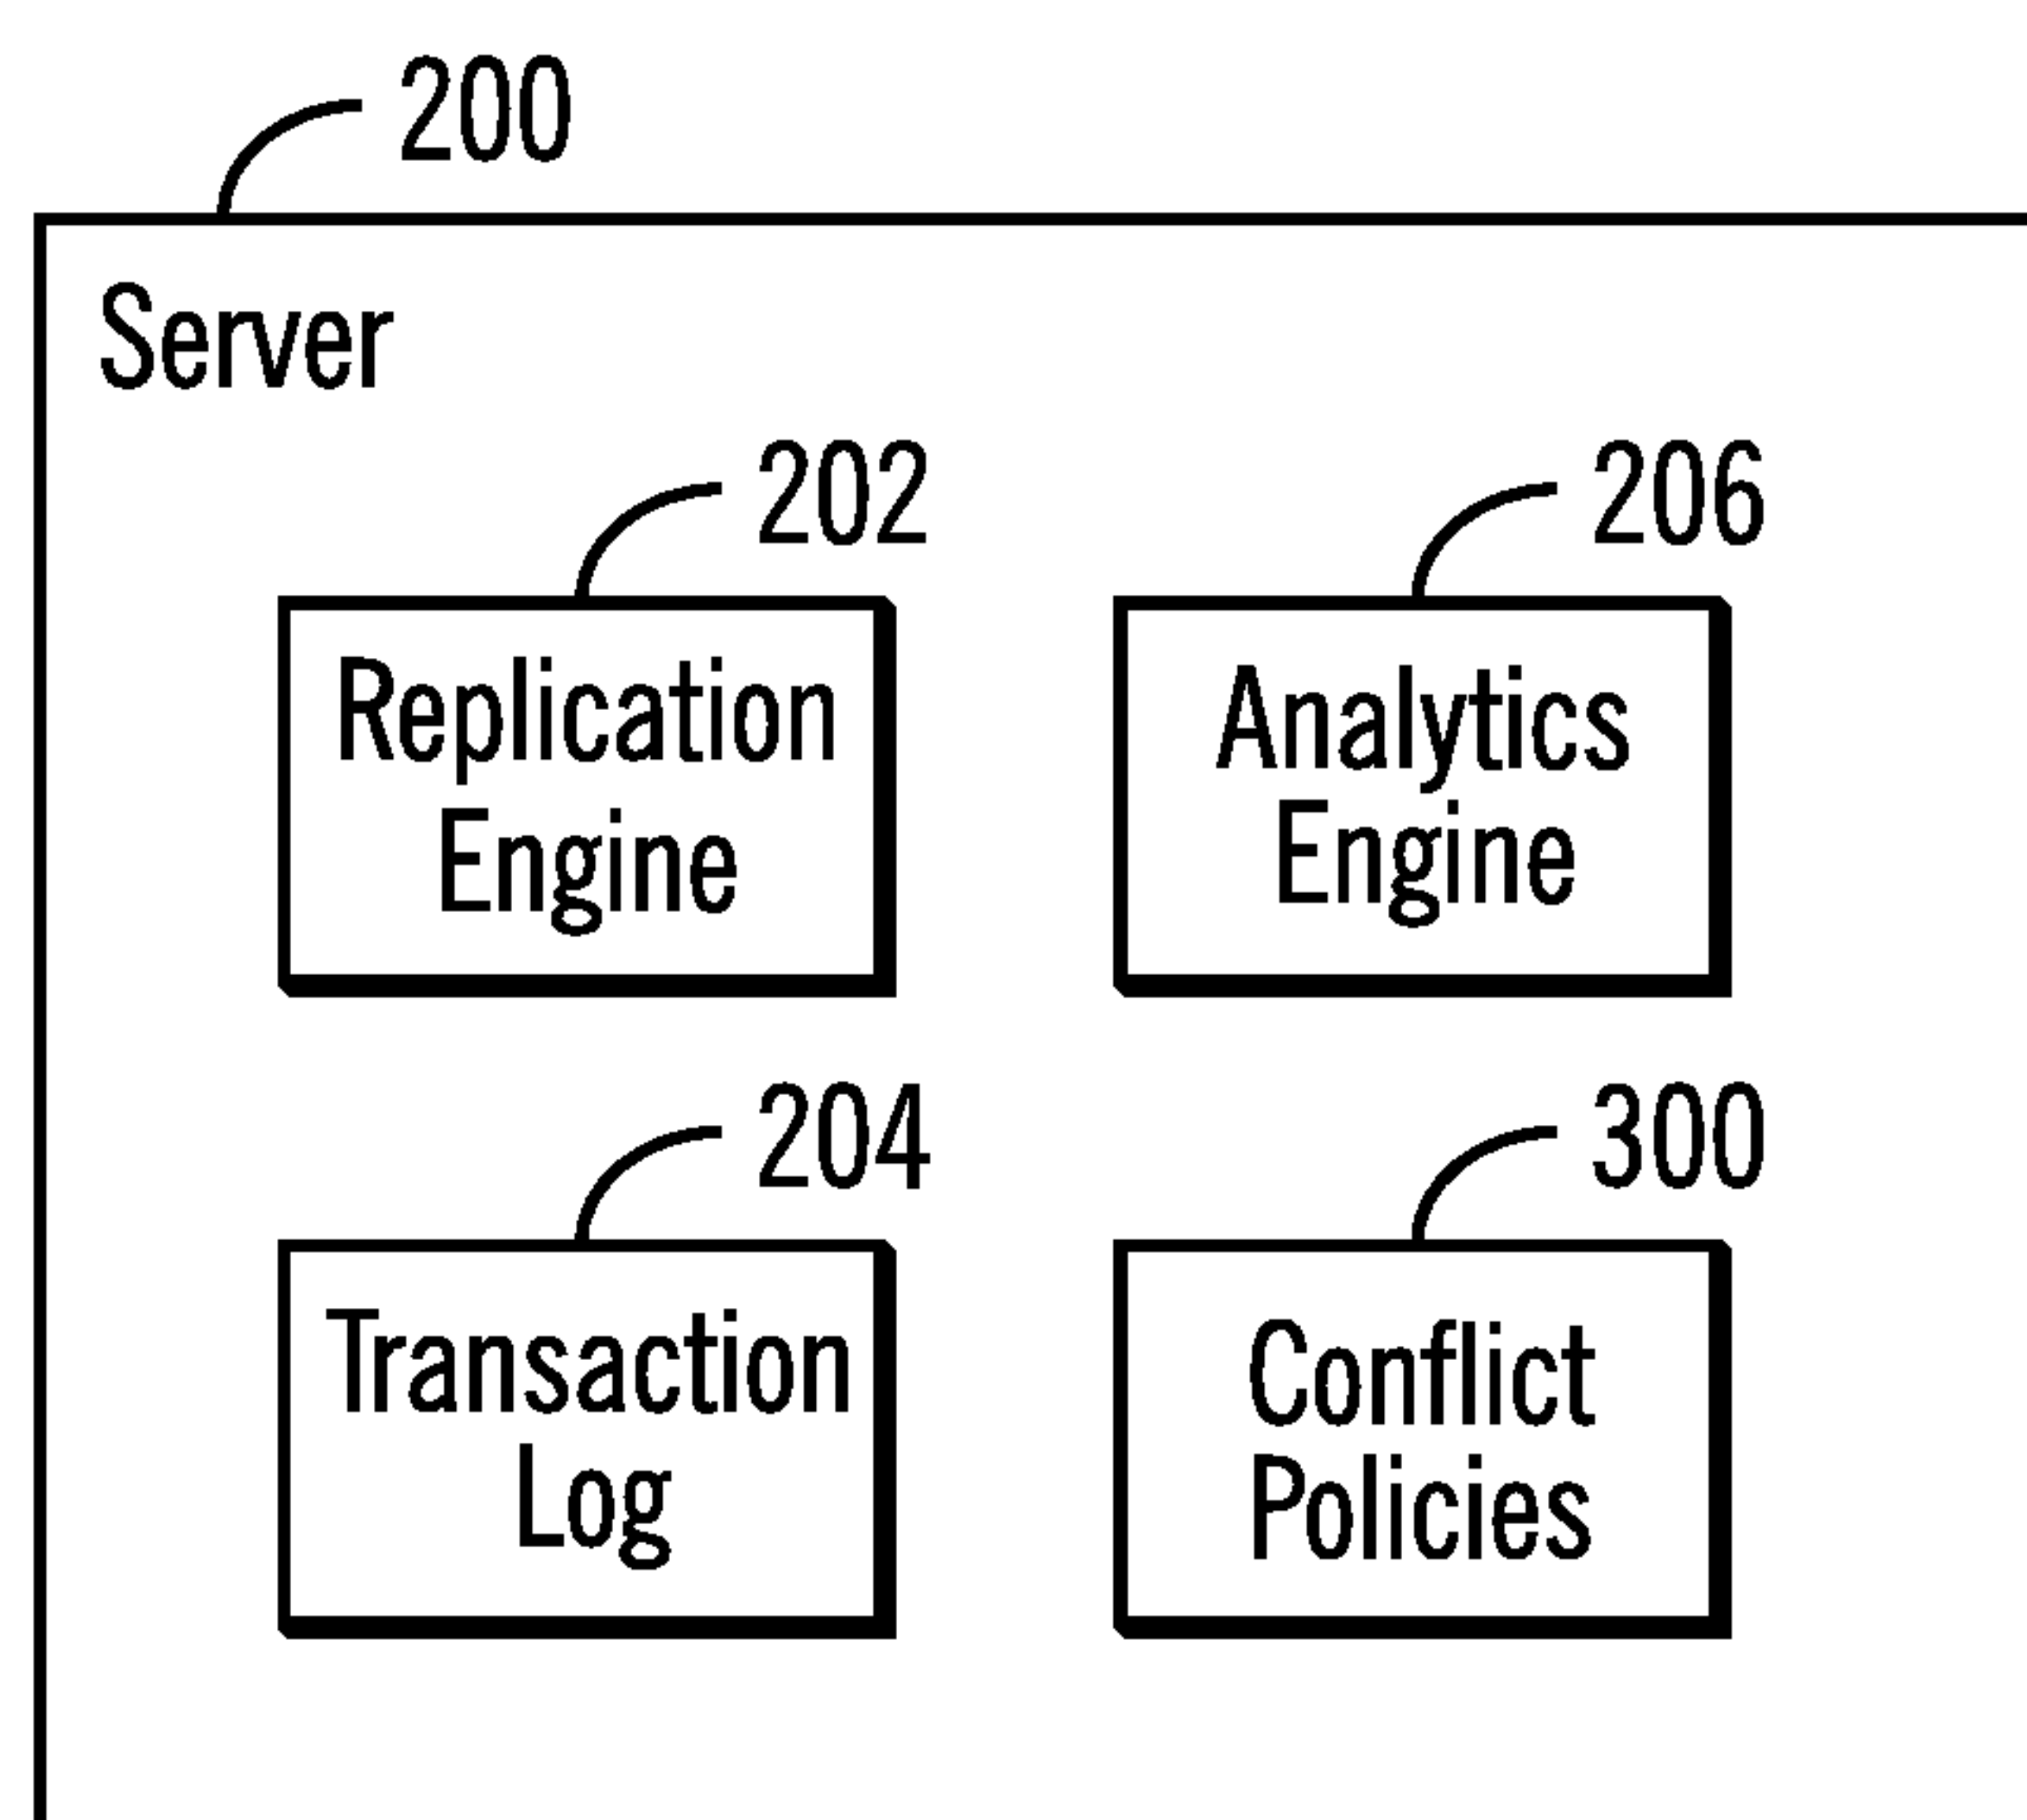 200
Server
202
Replication
Engine
206
Analytics
Engine
204
Transaction
Log
300
Conflict
Policies